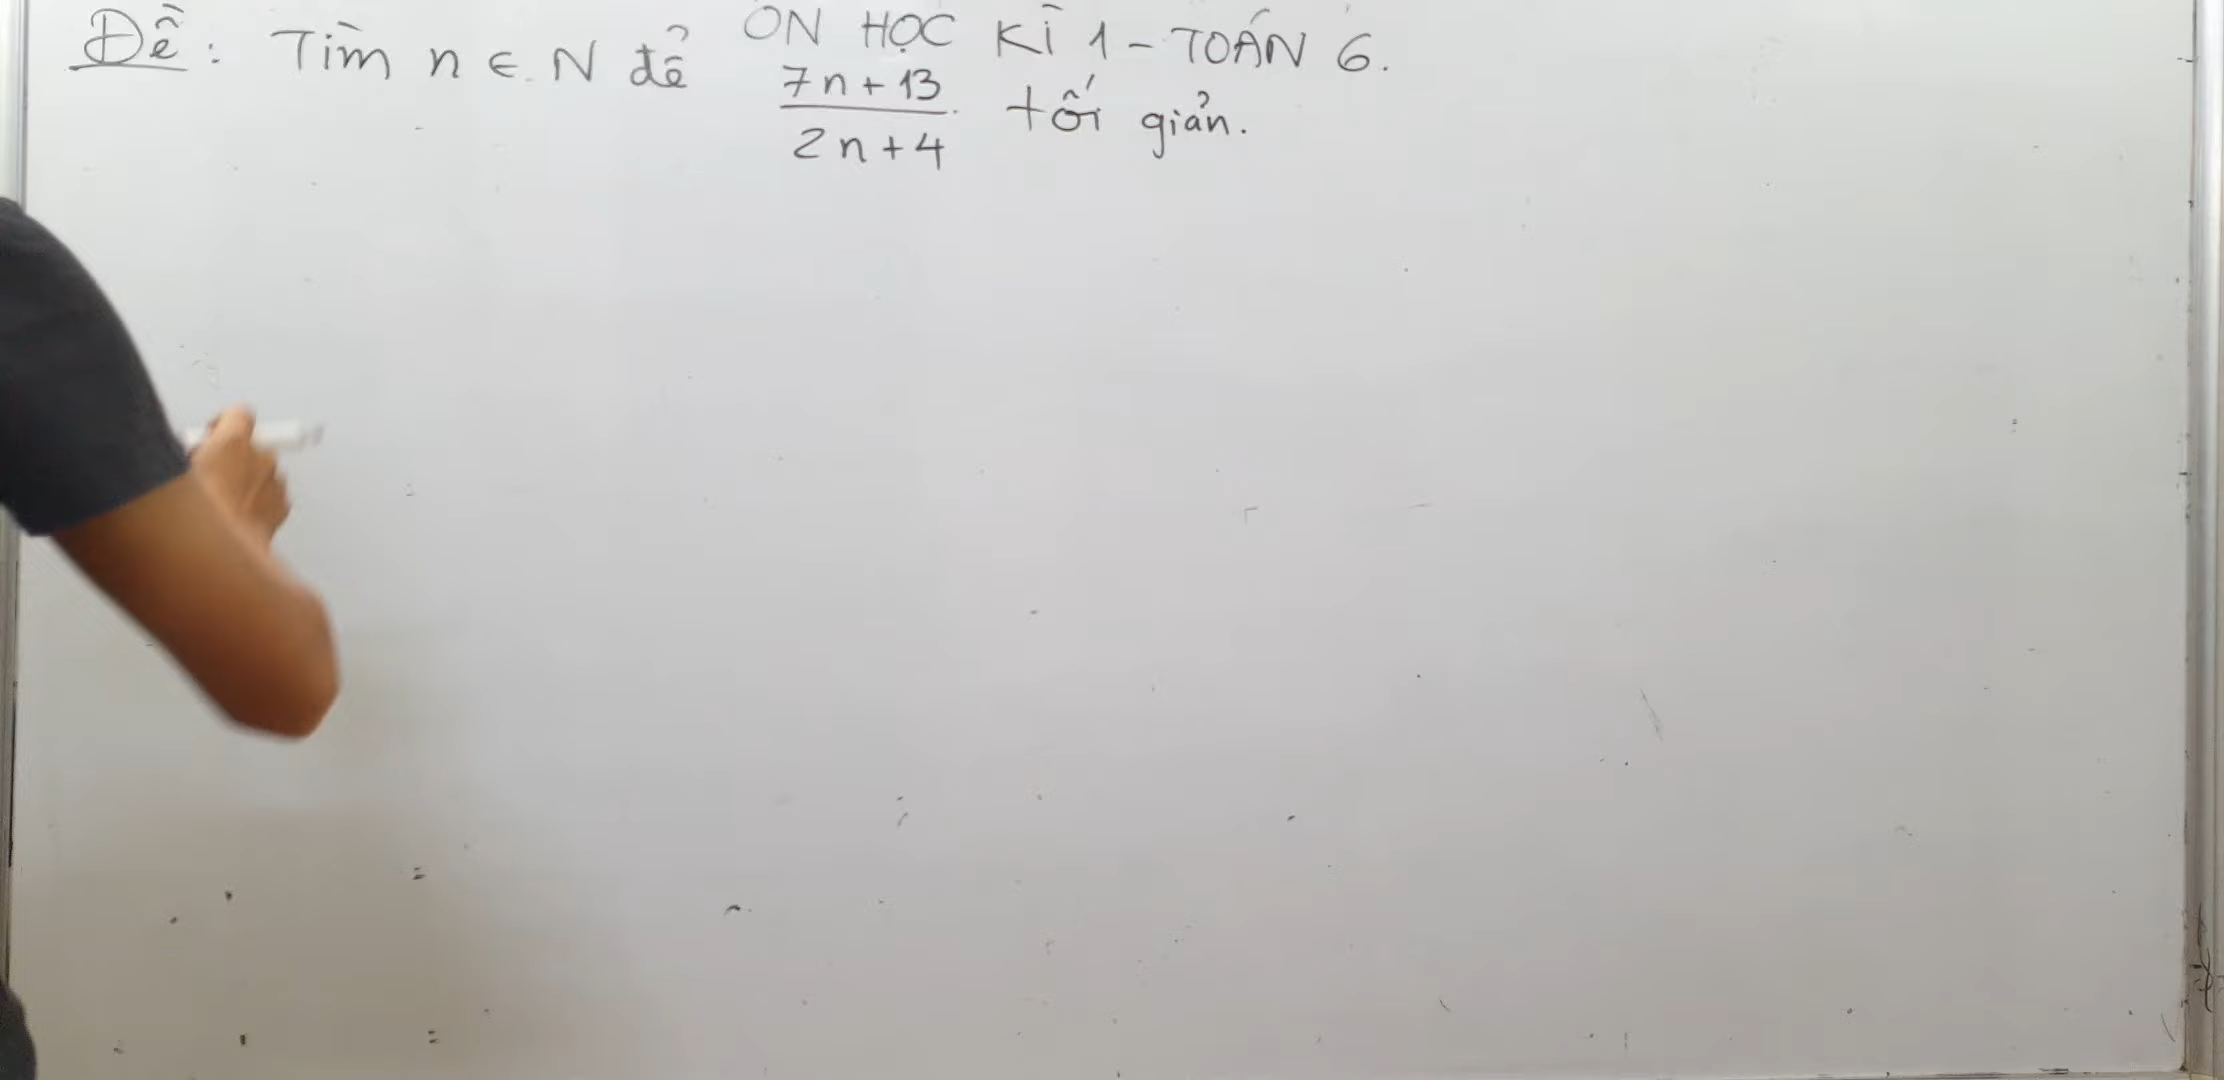 ÔN HỌC KÌ 1 - TOÁN 6.
Đề: Tìm n ∈ N để 7n+13 / 2n+4 tối giản.